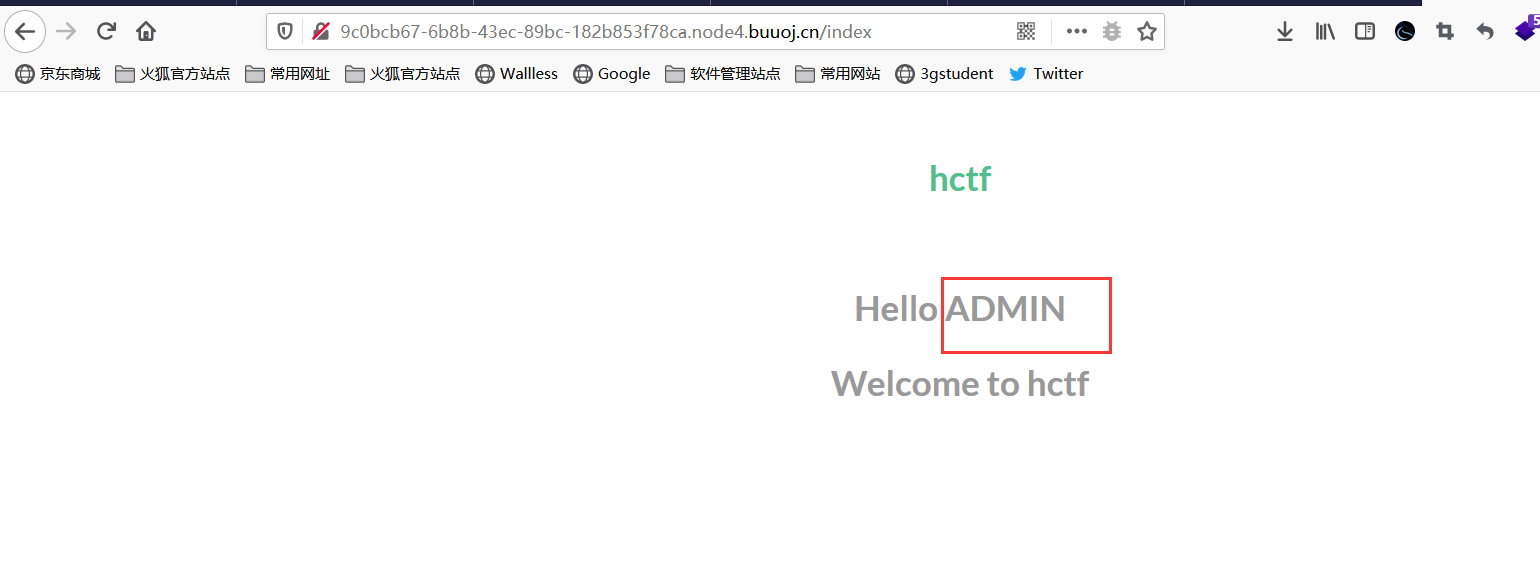 9c0bcb67-6b8b-43ec-89bc-182b853f78ca.node4.buuoj.cn/index
5
京东商城 火狐官方站点 常用网址 火狐官方站点 Wallless Google 软件管理站点 常用网站 3gstudent Twitter
hctf
Hello ADMIN
Welcome to hctf